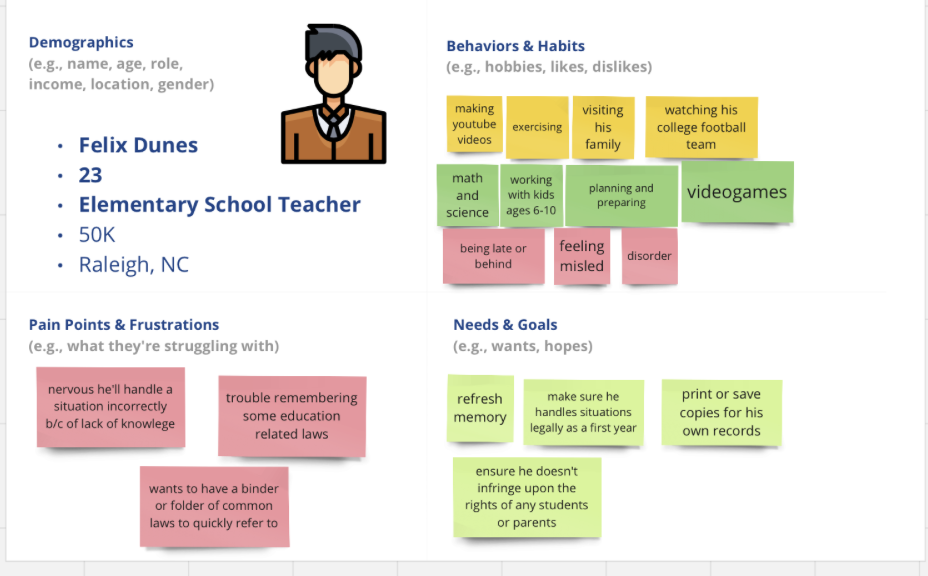 Demographics
(e.g., name, age, role,
income, location, gender)
• Felix Dunes
• 23
• Elementary School Teacher
• 50K
• Raleigh, NC
Behaviors & Habits
(e.g., hobbies, likes, dislikes)
making
youtube
videos
exercising
visiting
his
family
watching his
college football
team
math
and
science
working
with kids
ages 6-10
planning and
preparing
videogames
being late or
behind
feeling
misled
disorder
Pain Points & Frustrations
(e.g., what they're struggling with)
nervous he'll handle a
situation incorrectly
b/c of lack of knowlege
trouble remembering
some education
related laws
wants to have a binder
or folder of common
laws to quickly refer to
Needs & Goals
(e.g., wants, hopes)
refresh
memory
make sure he
handles situations
legally as a first year
print or save
copies for his
own records
ensure he doesn't
infringe upon the
rights of any students
or parents